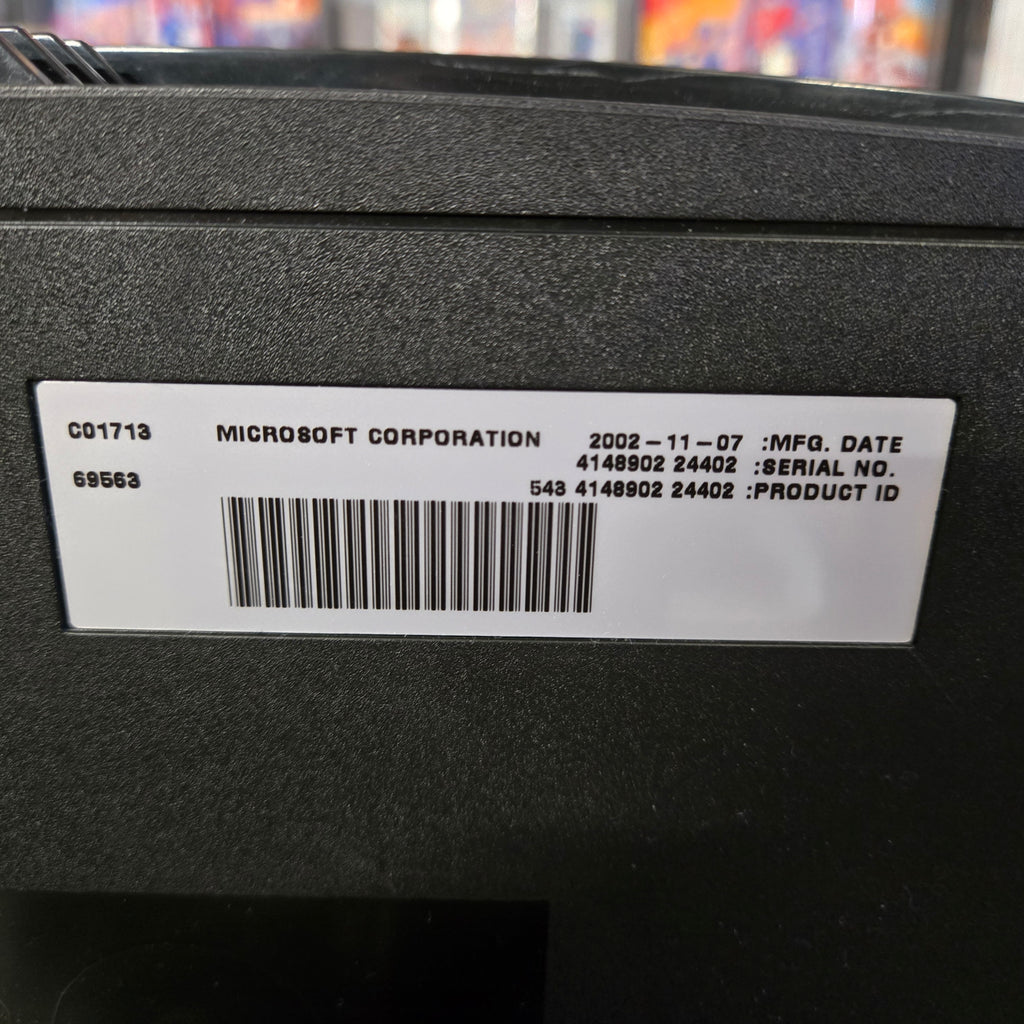 C01713
69563
MICROSOFT CORPORATION
2002-11-07 :MFG. DATE
4148902 24402 :SERIAL NO.
543 4148902 24402 :PRODUCT ID